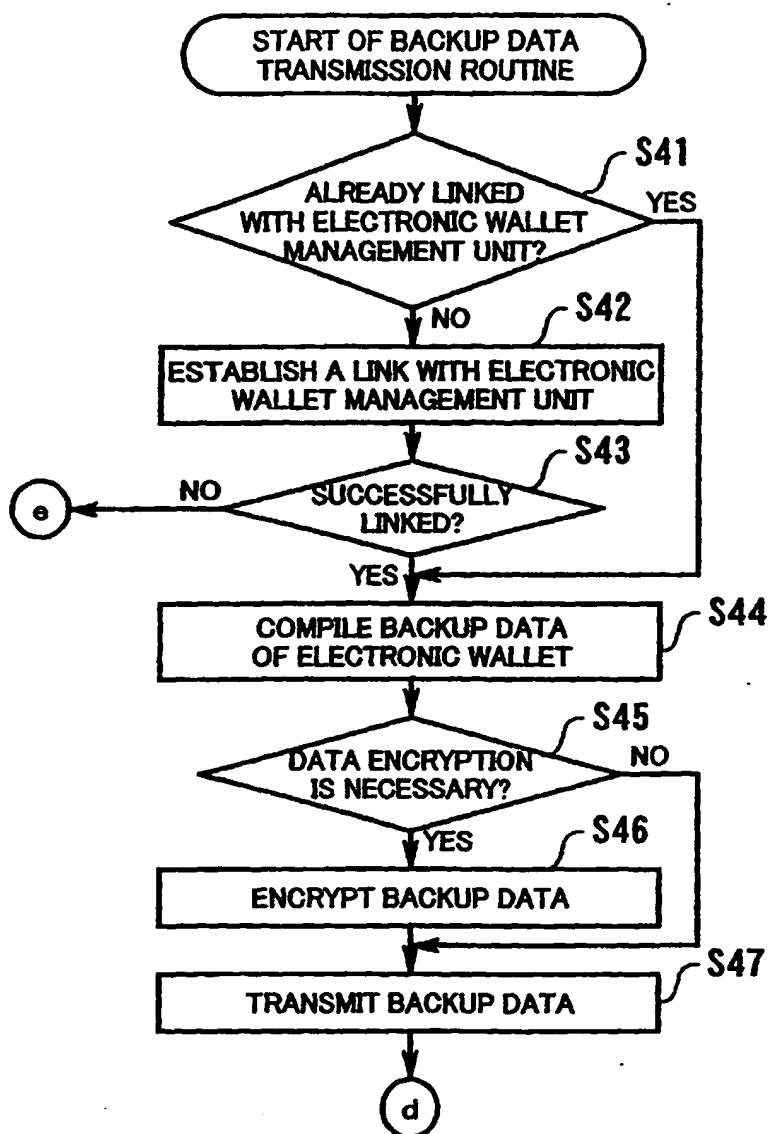 START OF BACKUP DATA
TRANSMISSION ROUTINE
S41
ALREADY LINKED
WITH ELECTRONIC WALLET
MANAGEMENT UNIT?
YES
NO
S42
ESTABLISH A LINK WITH ELECTRONIC
WALLET MANAGEMENT UNIT
S43
NO
SUCCESSFULLY
LINKED?
e
YES
S44
COMPILE BACKUP DATA
OF ELECTRONIC WALLET
S45
DATA ENCRYPTION
IS NECESSARY?
NO
YES
S46
ENCRYPT BACKUP DATA
S47
TRANSMIT BACKUP DATA
d